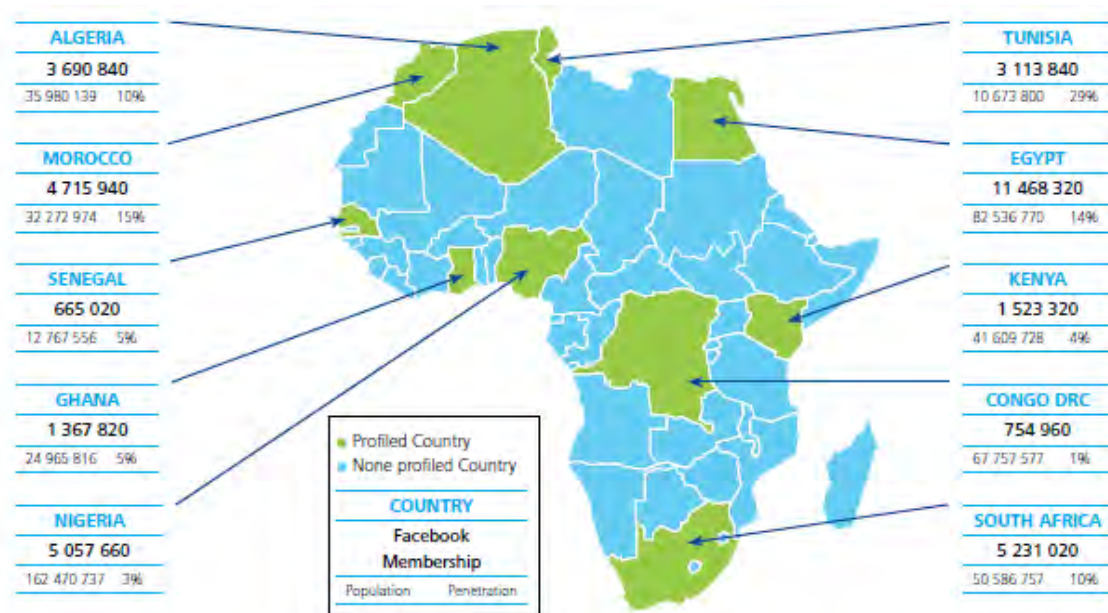 ALGERIA
3 690 840
35 980 139 10%
MOROCCO
4 715 940
32 272 974 15%
SENEGAL
665 020
12 767 556 5%
GHANA
1 367 820
24 965 816 5%
NIGERIA
5 057 660
162 470 737 3%
Profiled Country
None profiled Country
COUNTRY
Facebook
Membership
Population Penetration
TUNISIA
3 113 840
10 673 800 29%
EGYPT
11 468 320
82 536 770 14%
KENYA
1 523 320
41 609 728 4%
CONGO DRC
754 960
67 757 577 1%
SOUTH AFRICA
5 231 020
50 586 757 10%